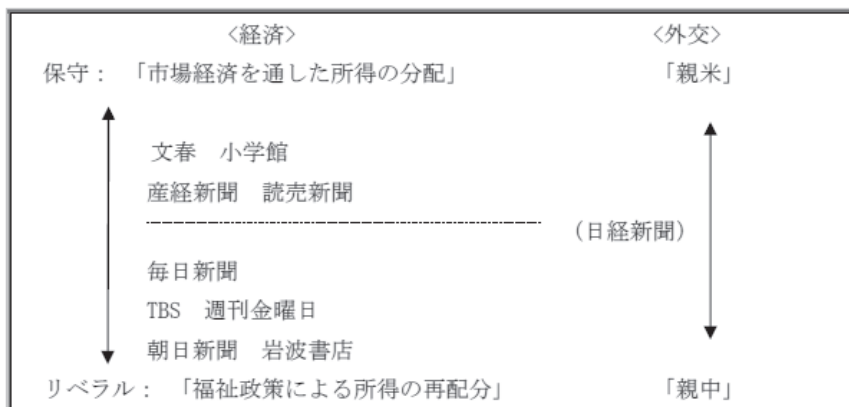 <経済> <外交>
保守： 「市場経済を通した所得の分配」 「親米」
文春 小学館
産経新聞 読売新聞
(日経新聞)
毎日新聞
TBS 週刊金曜日
朝日新聞 岩波書店
リベラル： 「福祉政策による所得の再配分」 「親中」